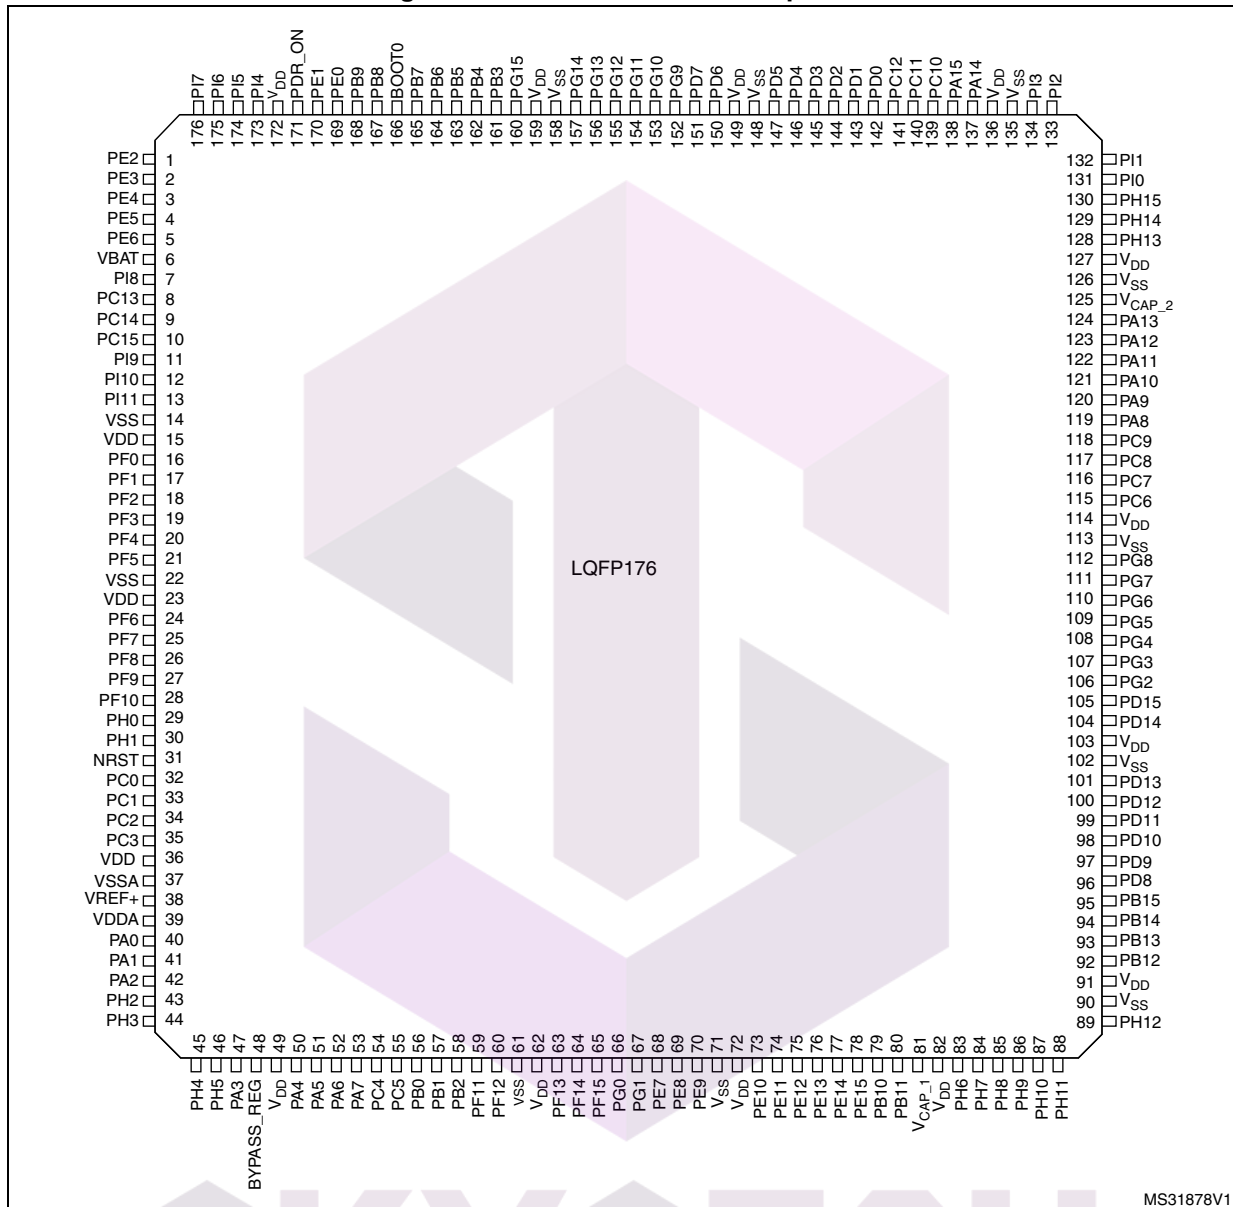 176 PI7
175 PI6
174 PI5
173 PI4
172 VDD
171 PDR_ON
170 PE1
169 PE0
168 PB9
167 PB8
166 BOOT0
165 PB7
164 PB6
163 PB5
162 PB4
161 PB3
160 PG15
159 VDD
158 VSS
157 PG14
156 PG13
155 PG12
154 PG11
153 PG10
152 PG9
151 PD7
150 PD6
149 VDD
148 VSS
147 PD5
146 PD4
145 PD3
144 PD2
143 PD1
142 PD0
141 PC12
140 PC11
139 PC10
138 PA15
137 PA14
136 VDD
135 VSS
134 PI3
133 PI2
PE2 1
PE3 2
PE4 3
PE5 4
PE6 5
VBAT 6
PI8 7
PC13 8
PC14 9
PC15 10
PI9 11
PI10 12
PI11 13
VSS 14
VDD 15
PF0 16
PF1 17
PF2 18
PF3 19
PF4 20
PF5 21
VSS 22
VDD 23
PF6 24
PF7 25
PF8 26
PF9 27
PF10 28
PH0 29
PH1 30
NRST 31
PC0 32
PC1 33
PC2 34
PC3 35
VDD 36
VSSA 37
VREF+ 38
VDDA 39
PA0 40
PA1 41
PA2 42
PH2 43
PH3 44
LQFP176
132 PI1
131 PI0
130 PH15
129 PH14
128 PH13
127 VDD
126 VSS
125 VCAP_2
124 PA13
123 PA12
122 PA11
121 PA10
120 PA9
119 PA8
118 PC9
117 PC8
116 PC7
115 PC6
114 VDD
113 VSS
112 PG8
111 PG7
110 PG6
109 PG5
108 PG4
107 PG3
106 PG2
105 PD15
104 PD14
103 VDD
102 VSS
101 PD13
100 PD12
99 PD11
98 PD10
97 PD9
96 PD8
95 PB15
94 PB14
93 PB13
92 PB12
91 VDD
90 VSS
89 PH12
PH4 45
PH5 46
PA3 47
BYPASS_REG 48
VDD 49
PA4 50
PA5 51
PA6 52
PA7 53
PC4 54
PC5 55
PB0 56
PB1 57
PB2 58
PF11 59
PF12 60
VSS 61
VDD 62
PF13 63
PF14 64
PF15 65
PG0 66
PG1 67
PE7 68
PE8 69
PE9 70
VSS 71
VDD 72
PE10 73
PE11 74
PE12 75
PE13 76
PE14 77
PE15 78
PB10 79
PB11 80
VCAP_1 81
VDD 82
PH6 83
PH7 84
PH8 85
PH9 86
PH10 87
PH11 88
MS31878V1